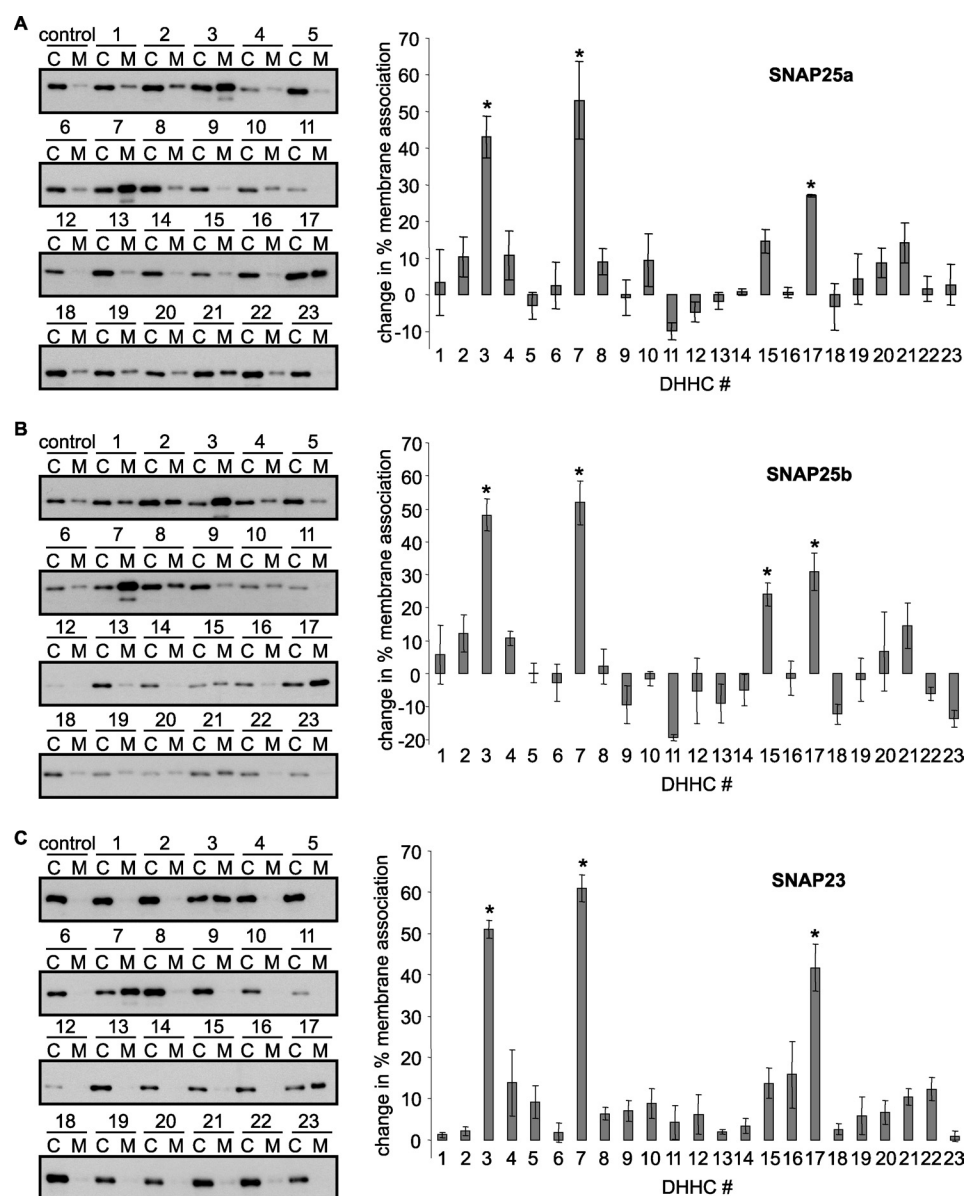 A
control 1 2 3 4 5
C M C M C M C M C M C M
6 7 8 9 10 11
C M C M C M C M C M C M
12 13 14 15 16 17
C M C M C M C M C M C M
18 19 20 21 22 23
C M C M C M C M C M C M
change in % membrane association
70
60
50
40
30
20
10
0
-10
* * *
SNAP25a
1 2 3 4 5 6 7 8 9 10 11 12 13 14 15 16 17 18 19 20 21 22 23
DHHC #
B
control 1 2 3 4 5
C M C M C M C M C M C M
6 7 8 9 10 11
C M C M C M C M C M C M
12 13 14 15 16 17
C M C M C M C M C M C M
18 19 20 21 22 23
C M C M C M C M C M C M
change in % membrane association
70
60
50
40
30
20
10
0
-10
-20
* * * *
SNAP25b
1 2 3 4 5 6 7 8 9 10 11 12 13 14 15 16 17 18 19 20 21 22 23
DHHC #
C
control 1 2 3 4 5
C M C M C M C M C M C M
6 7 8 9 10 11
C M C M C M C M C M C M
12 13 14 15 16 17
C M C M C M C M C M C M
18 19 20 21 22 23
C M C M C M C M C M C M
change in % membrane association
70
60
50
40
30
20
10
0
* * *
SNAP23
1 2 3 4 5 6 7 8 9 10 11 12 13 14 15 16 17 18 19 20 21 22 23
DHHC #